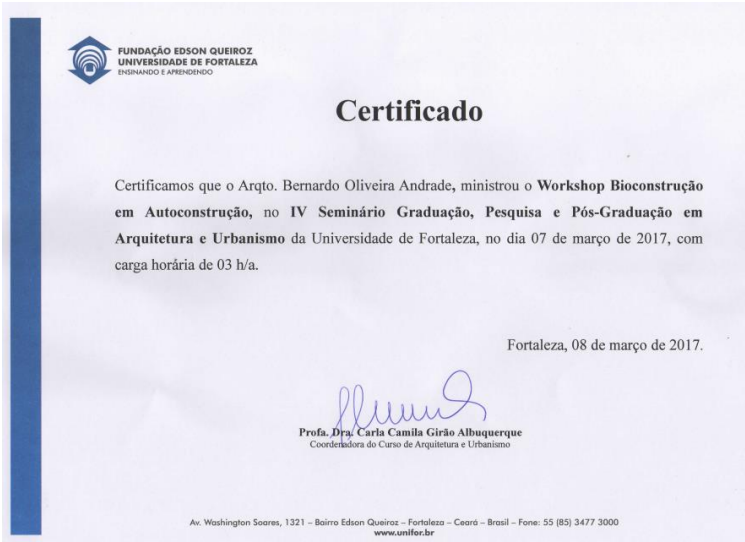 FUNDAÇÃO EDSON QUEIROZ
UNIVERSIDADE DE FORTALEZA
ENSINANDO E APRENDENDO
Certificado
Certificamos que o Arqto. Bernardo Oliveira Andrade, ministrou o Workshop Bioconstrução
em Autoconstrução, no IV Seminário Graduação, Pesquisa e Pós-Graduação em
Arquitetura e Urbanismo da Universidade de Fortaleza, no dia 07 de março de 2017, com
carga horária de 03 h/a.
Fortaleza, 08 de março de 2017.
Profa. Dra. Carla Camila Girão Albuquerque
Coordenadora do Curso de Arquitetura e Urbanismo
Av. Washington Soares, 1321 – Bairro Edson Queiroz – Fortaleza – Ceará – Brasil – Fone: 55 (85) 3477 3000
www.unifor.br